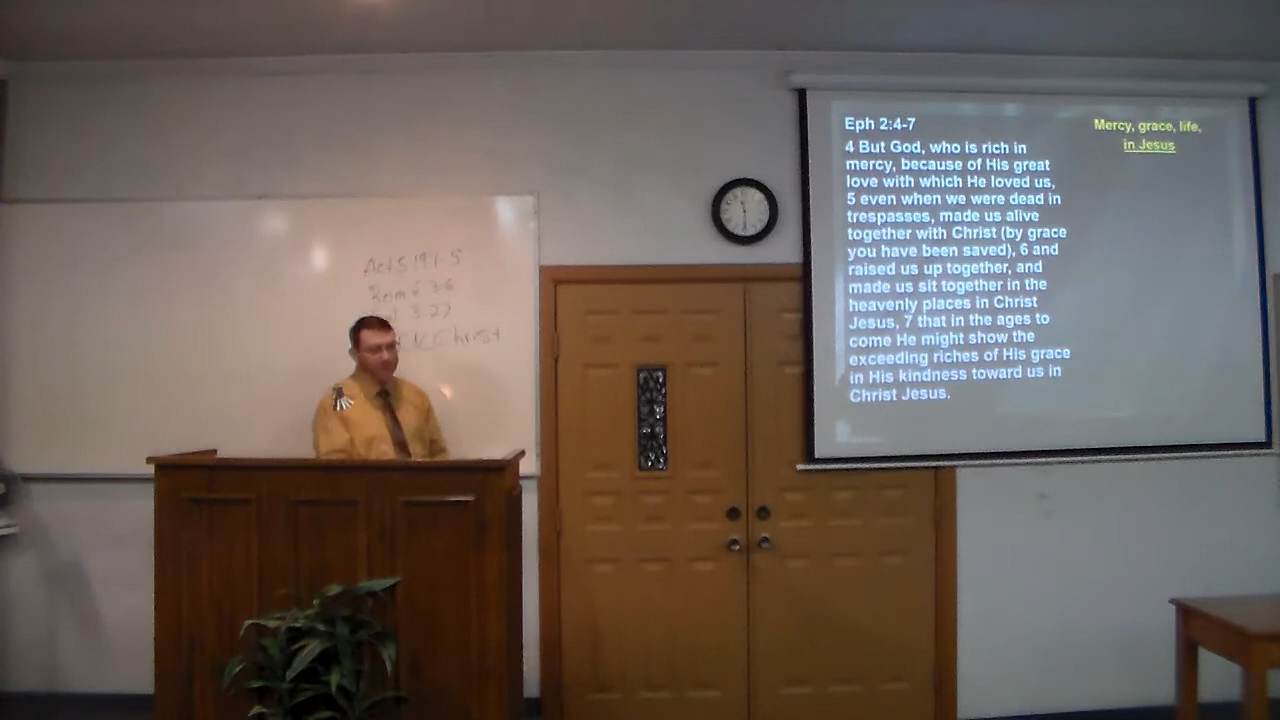 Acts 19:1-5
Rom 6 3-6
3:27
Christ
Eph 2:4-7
4 But God, who is rich in
mercy, because of His great
love with which He loved us,
5 even when we were dead in
trespasses, made us alive
together with Christ (by grace
you have been saved), 6 and
raised us up together, and
made us sit together in the
heavenly places in Christ
Jesus, 7 that in the ages to
come He might show the
exceeding riches of His grace
in His kindness toward us in
Christ Jesus.
Mercy, grace, life,
in Jesus